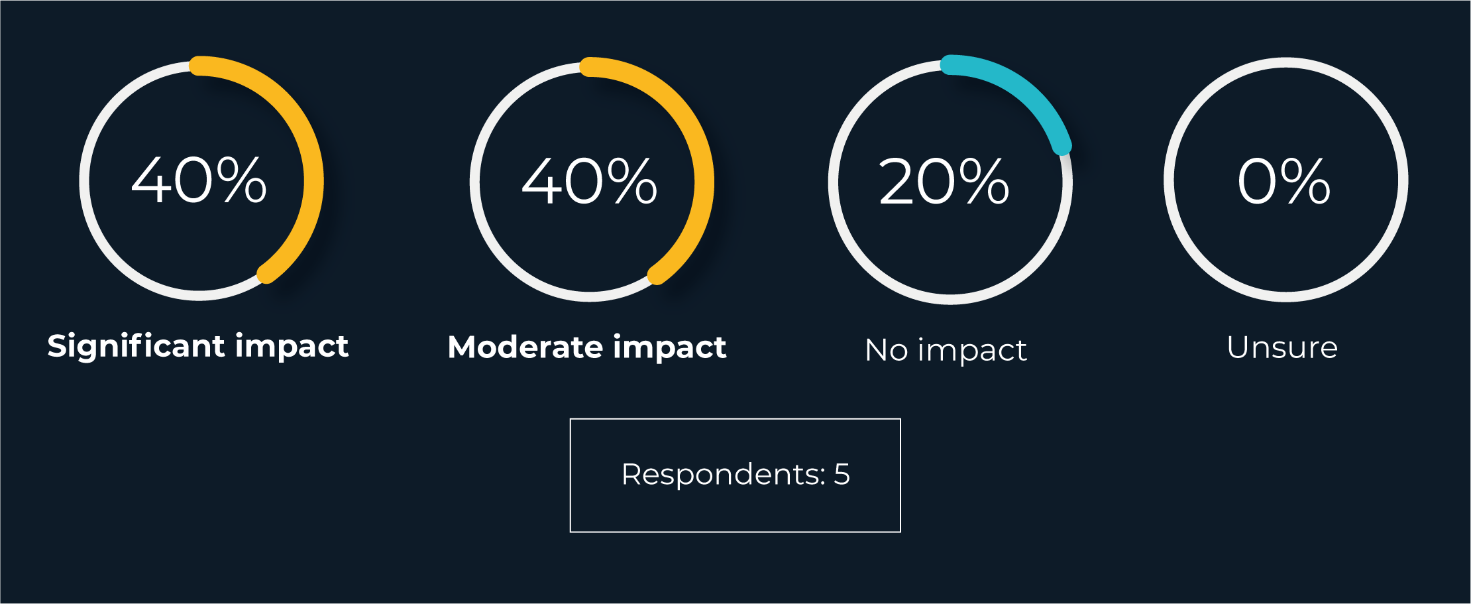 40%
40%
20%
0%
Significant impact
Moderate impact
No impact
Unsure
Respondents: 5